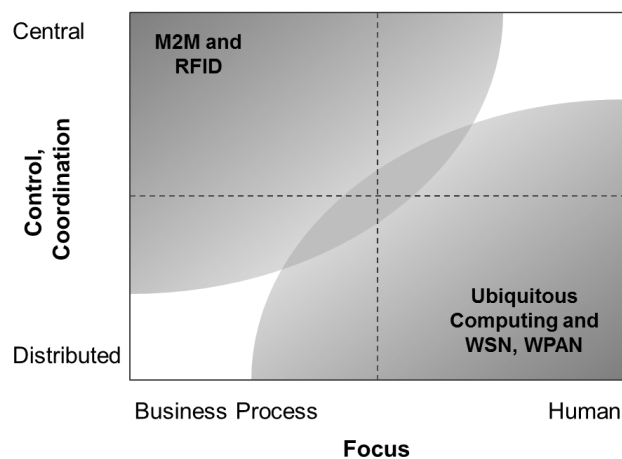 Central
M2M and
RFID
Control,
Coordination
Ubiquitous
Computing and
WSN, WPAN
Distributed
Business Process
Human
Focus